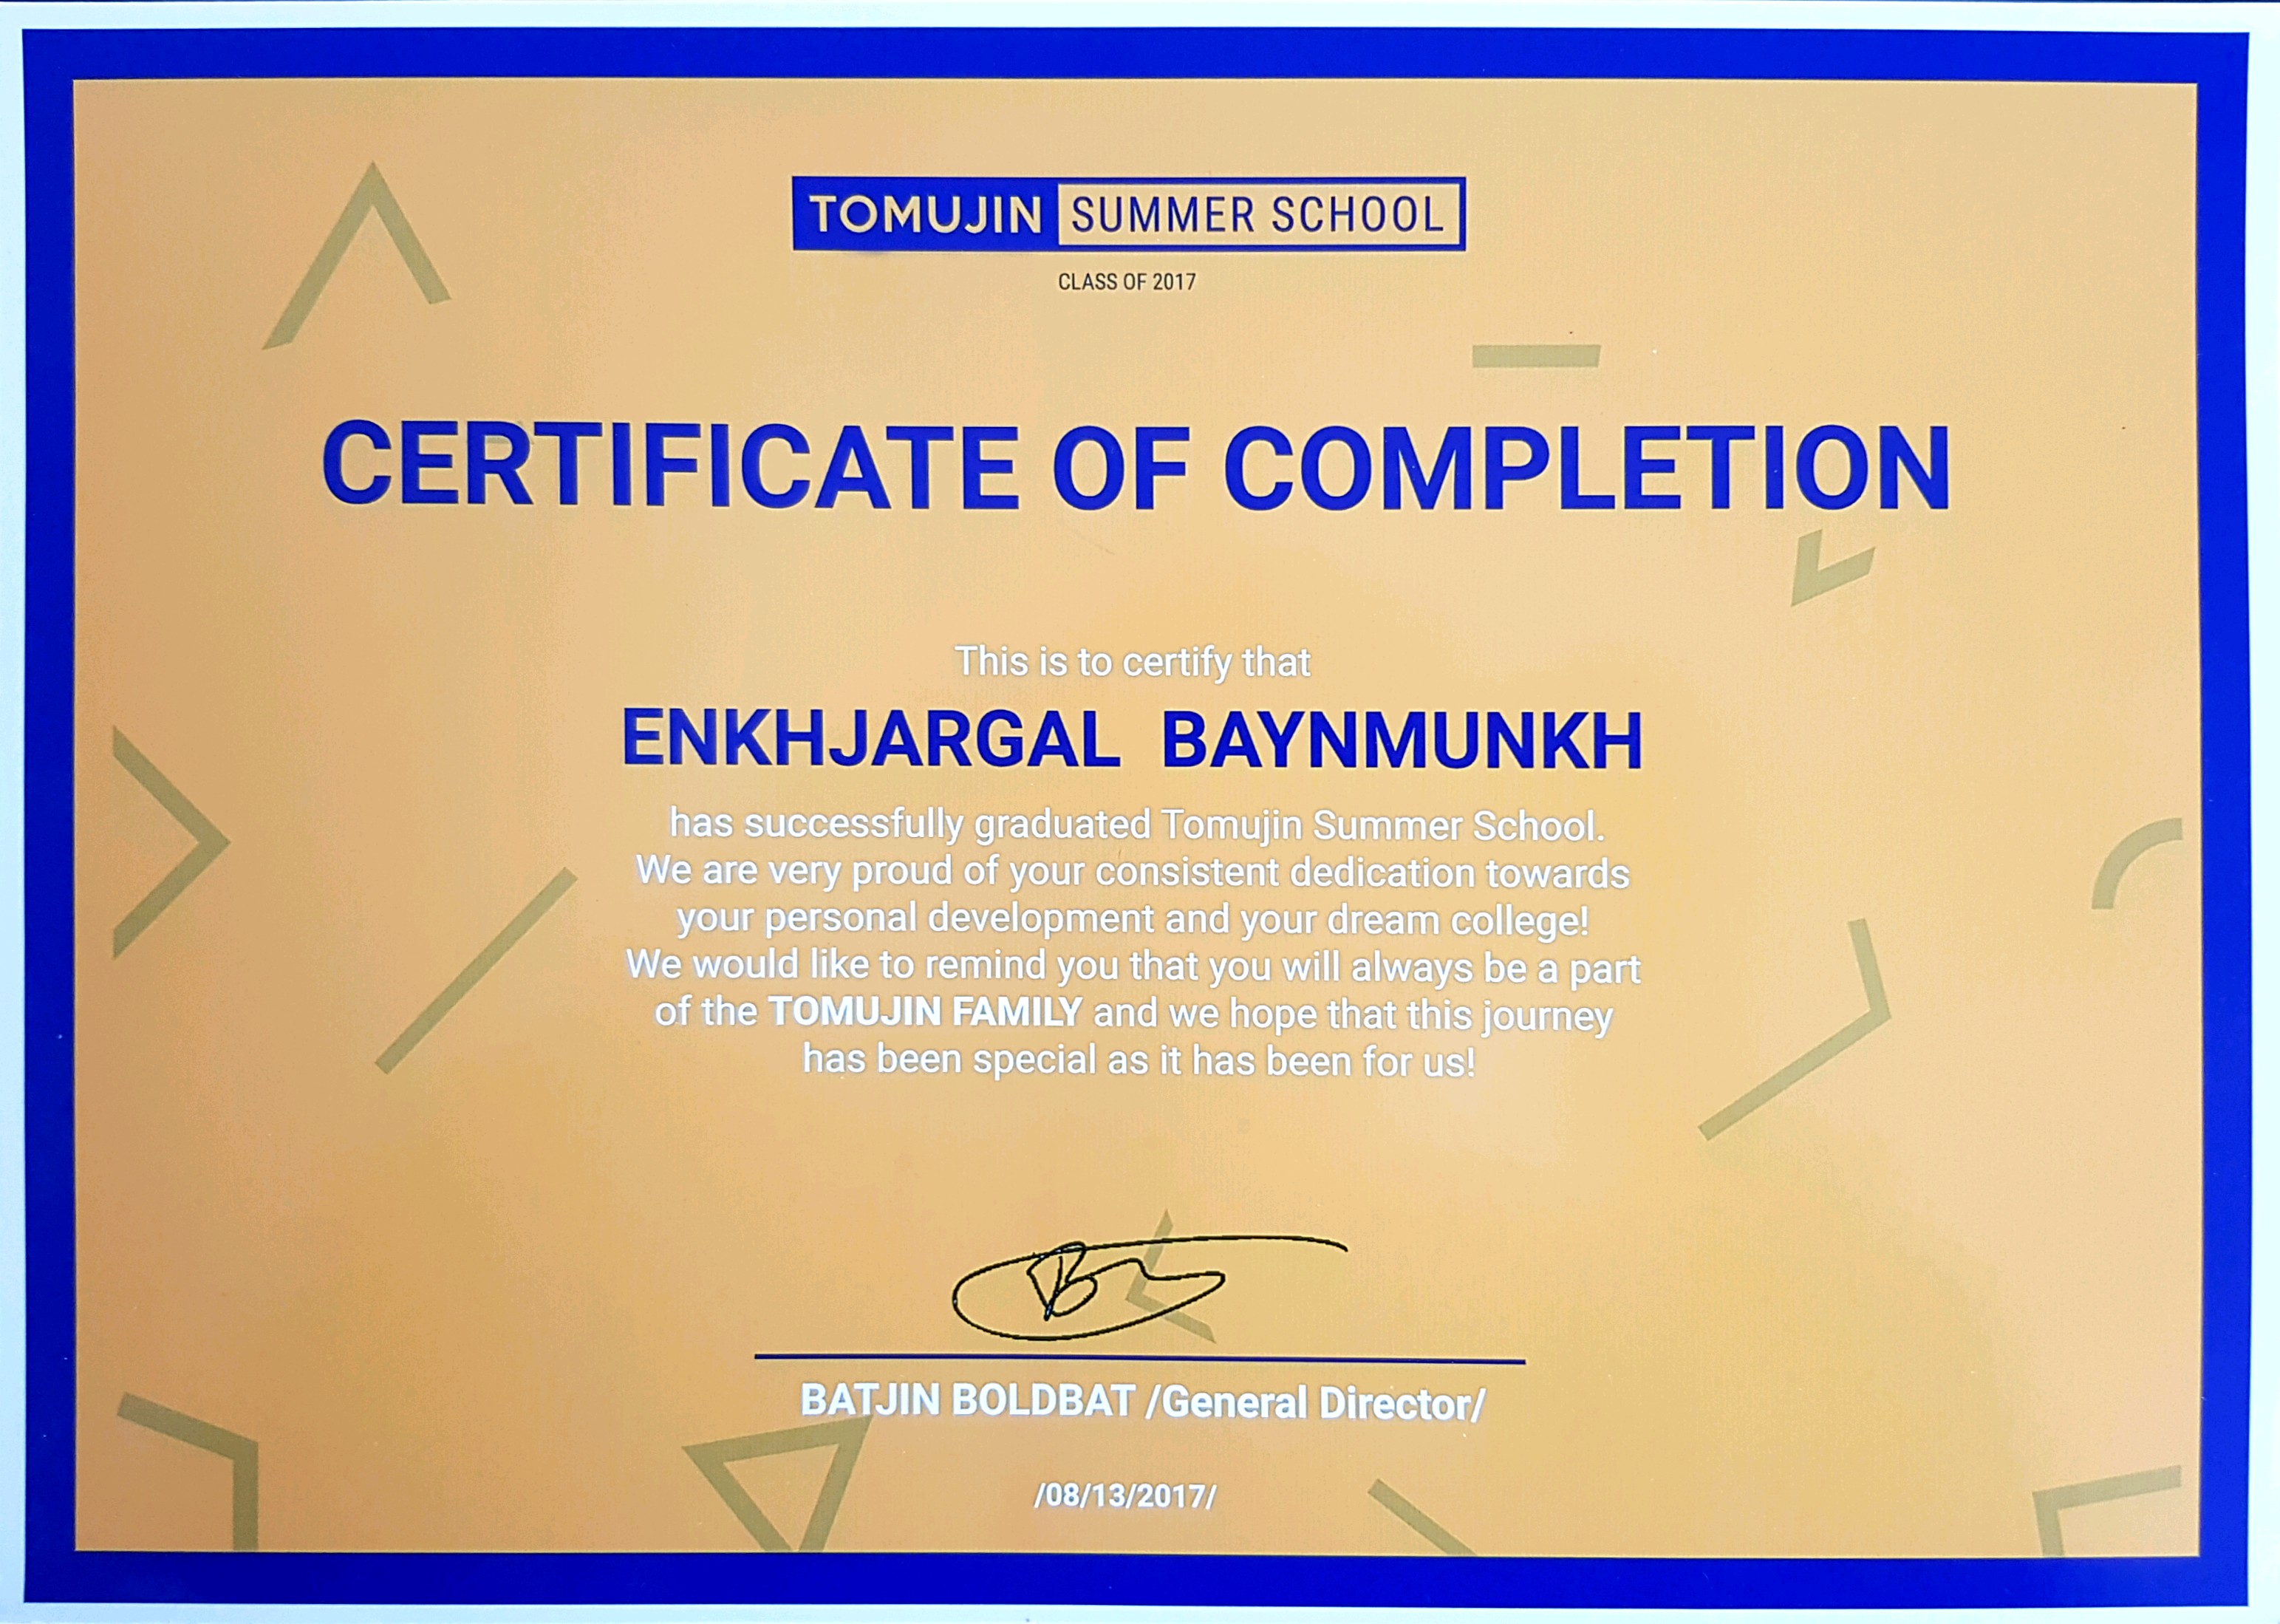 TOMUJIN SUMMER SCHOOL
CLASS OF 2017
CERTIFICATE OF COMPLETION
This is to certify that
ENKHJARGAL BAYNMUNKH
has successfully graduated Tomujin Summer School.
We are very proud of your consistent dedication towards
your personal development and your dream college!
We would like to remind you that you will always be a part
of the TOMUJIN FAMILY and we hope that this journey
has been special as it has been for us!
BATJIN BOLDBAT /General Director/
/08/13/2017/